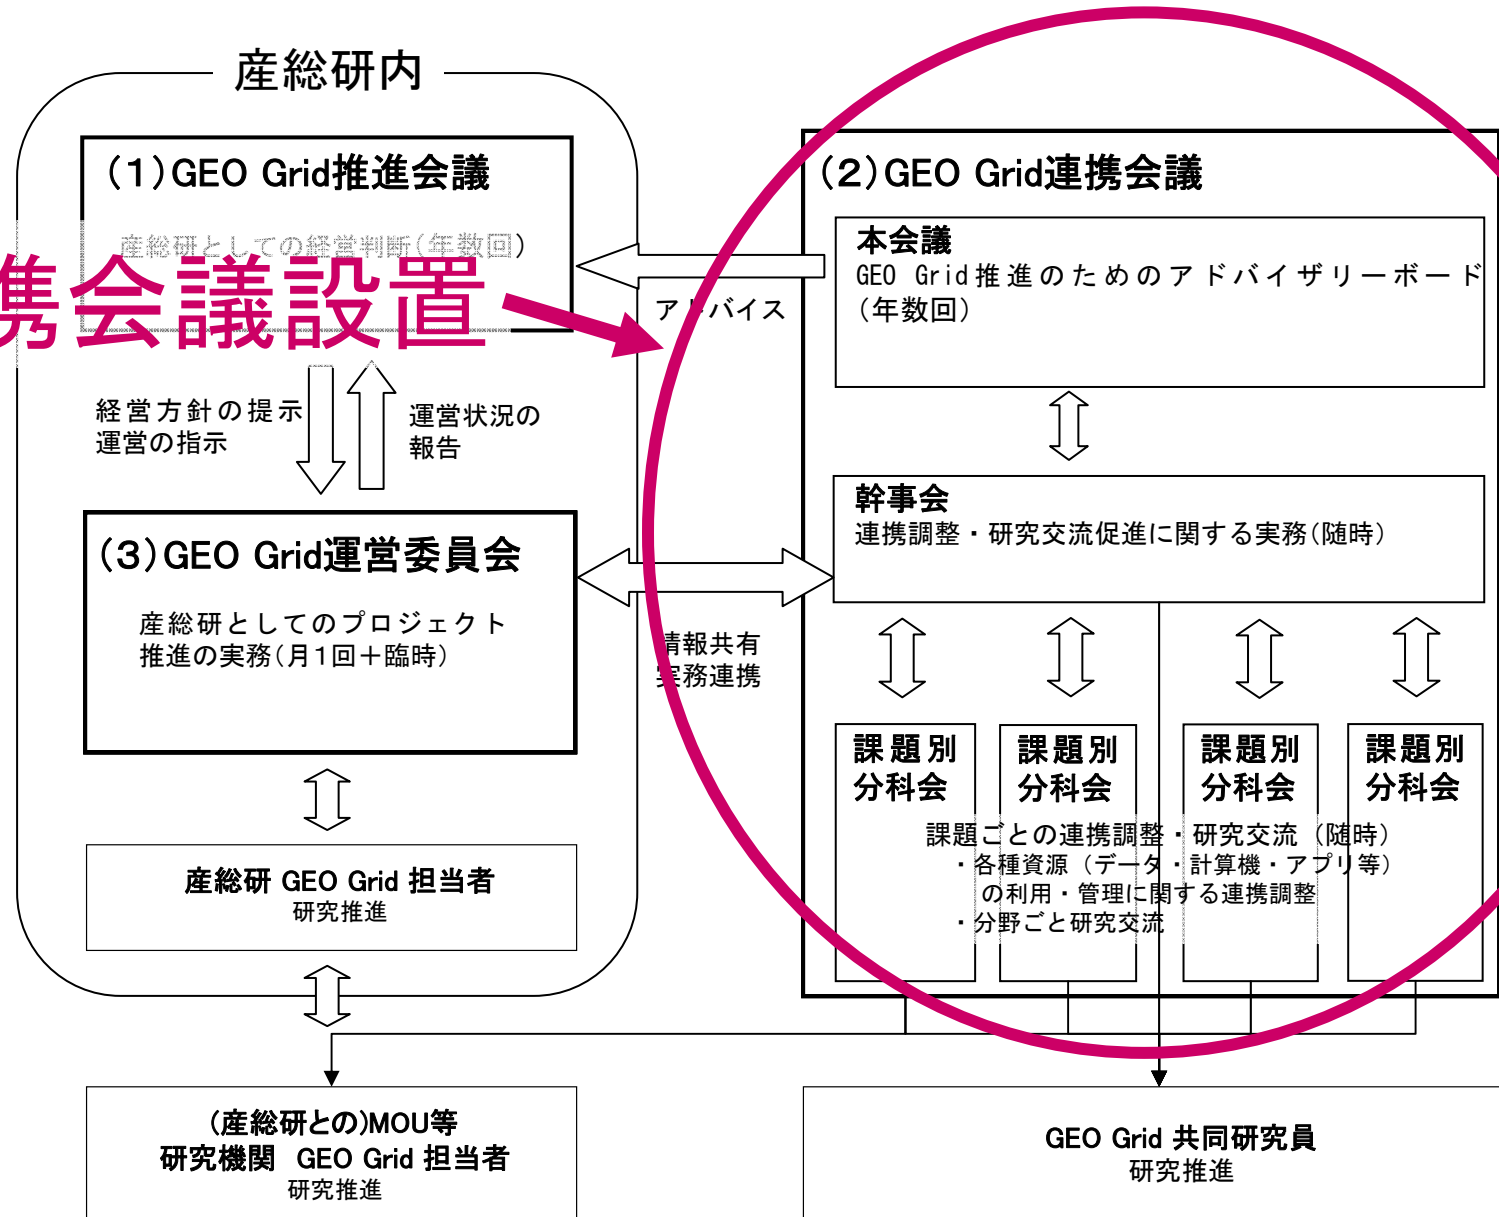 産総研内
(1)GEO Grid推進会議
産総研としての経営判断(年数回)
携会議設置
経営方針の提示
運営の指示
運営状況の
報告
(3)GEO Grid運営委員会
産総研としてのプロジェクト
推進の実務(月1回+臨時)
産総研 GEO Grid 担当者
研究推進
(産総研との)MOU等
研究機関 GEO Grid 担当者
研究推進
アドバイス
情報共有
実務連携
(2)GEO Grid連携会議
本会議
GEO Grid推進のためのアドバイザリーボード
(年数回)
幹事会
連携調整・研究交流促進に関する実務(随時)
課題別
分科会
課題別
分科会
課題別
分科会
課題別
分科会
課題ごとの連携調整・研究交流(随時)
・各種資源(データ・計算機・アプリ等)
の利用・管理に関する連携調整
・分野ごと研究交流
GEO Grid 共同研究員
研究推進